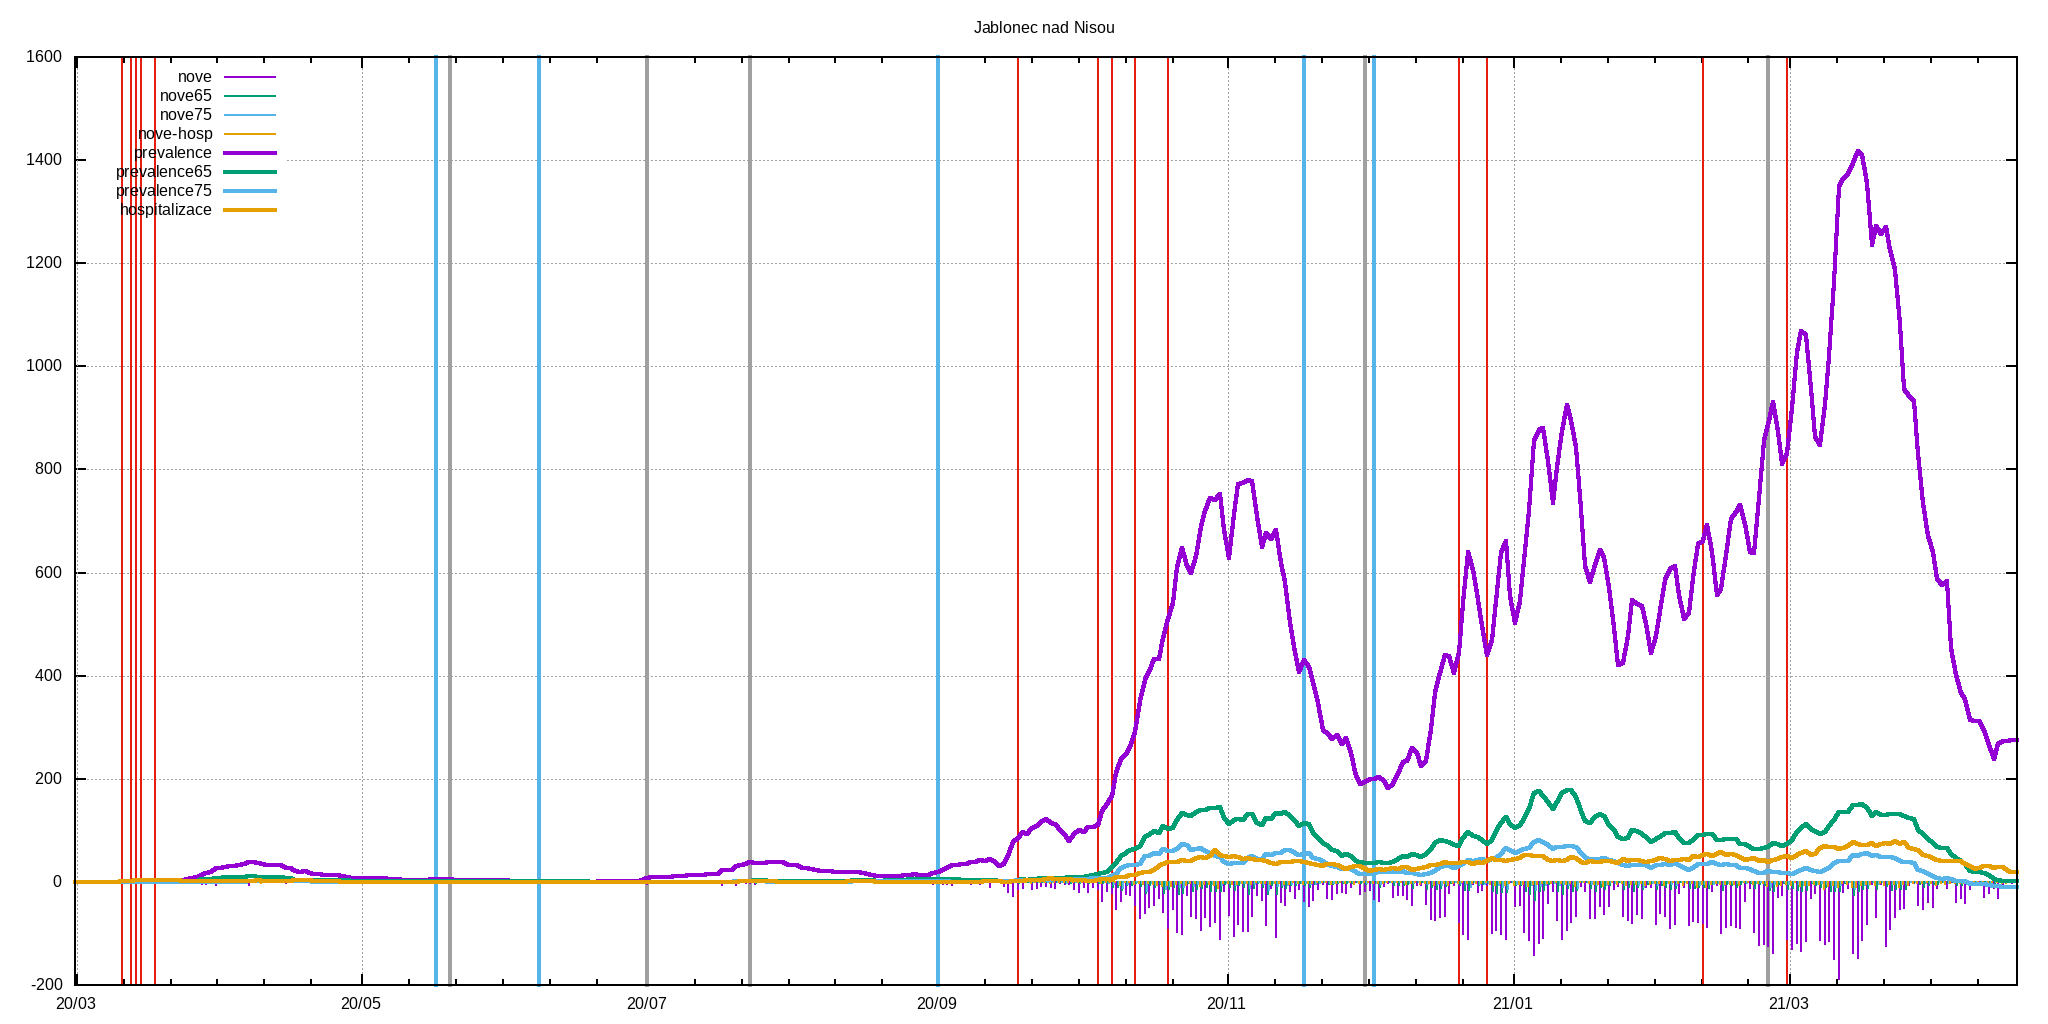 Jablonec nad Nisou
1600
1400
1200
1000
800
600
400
200
0
-200
nove
nove65
nove75
nove-hosp
prevalence
prevalence65
prevalence75
hospitalizace
20/03 20/05 20/07 20/09 20/11 21/01 21/03